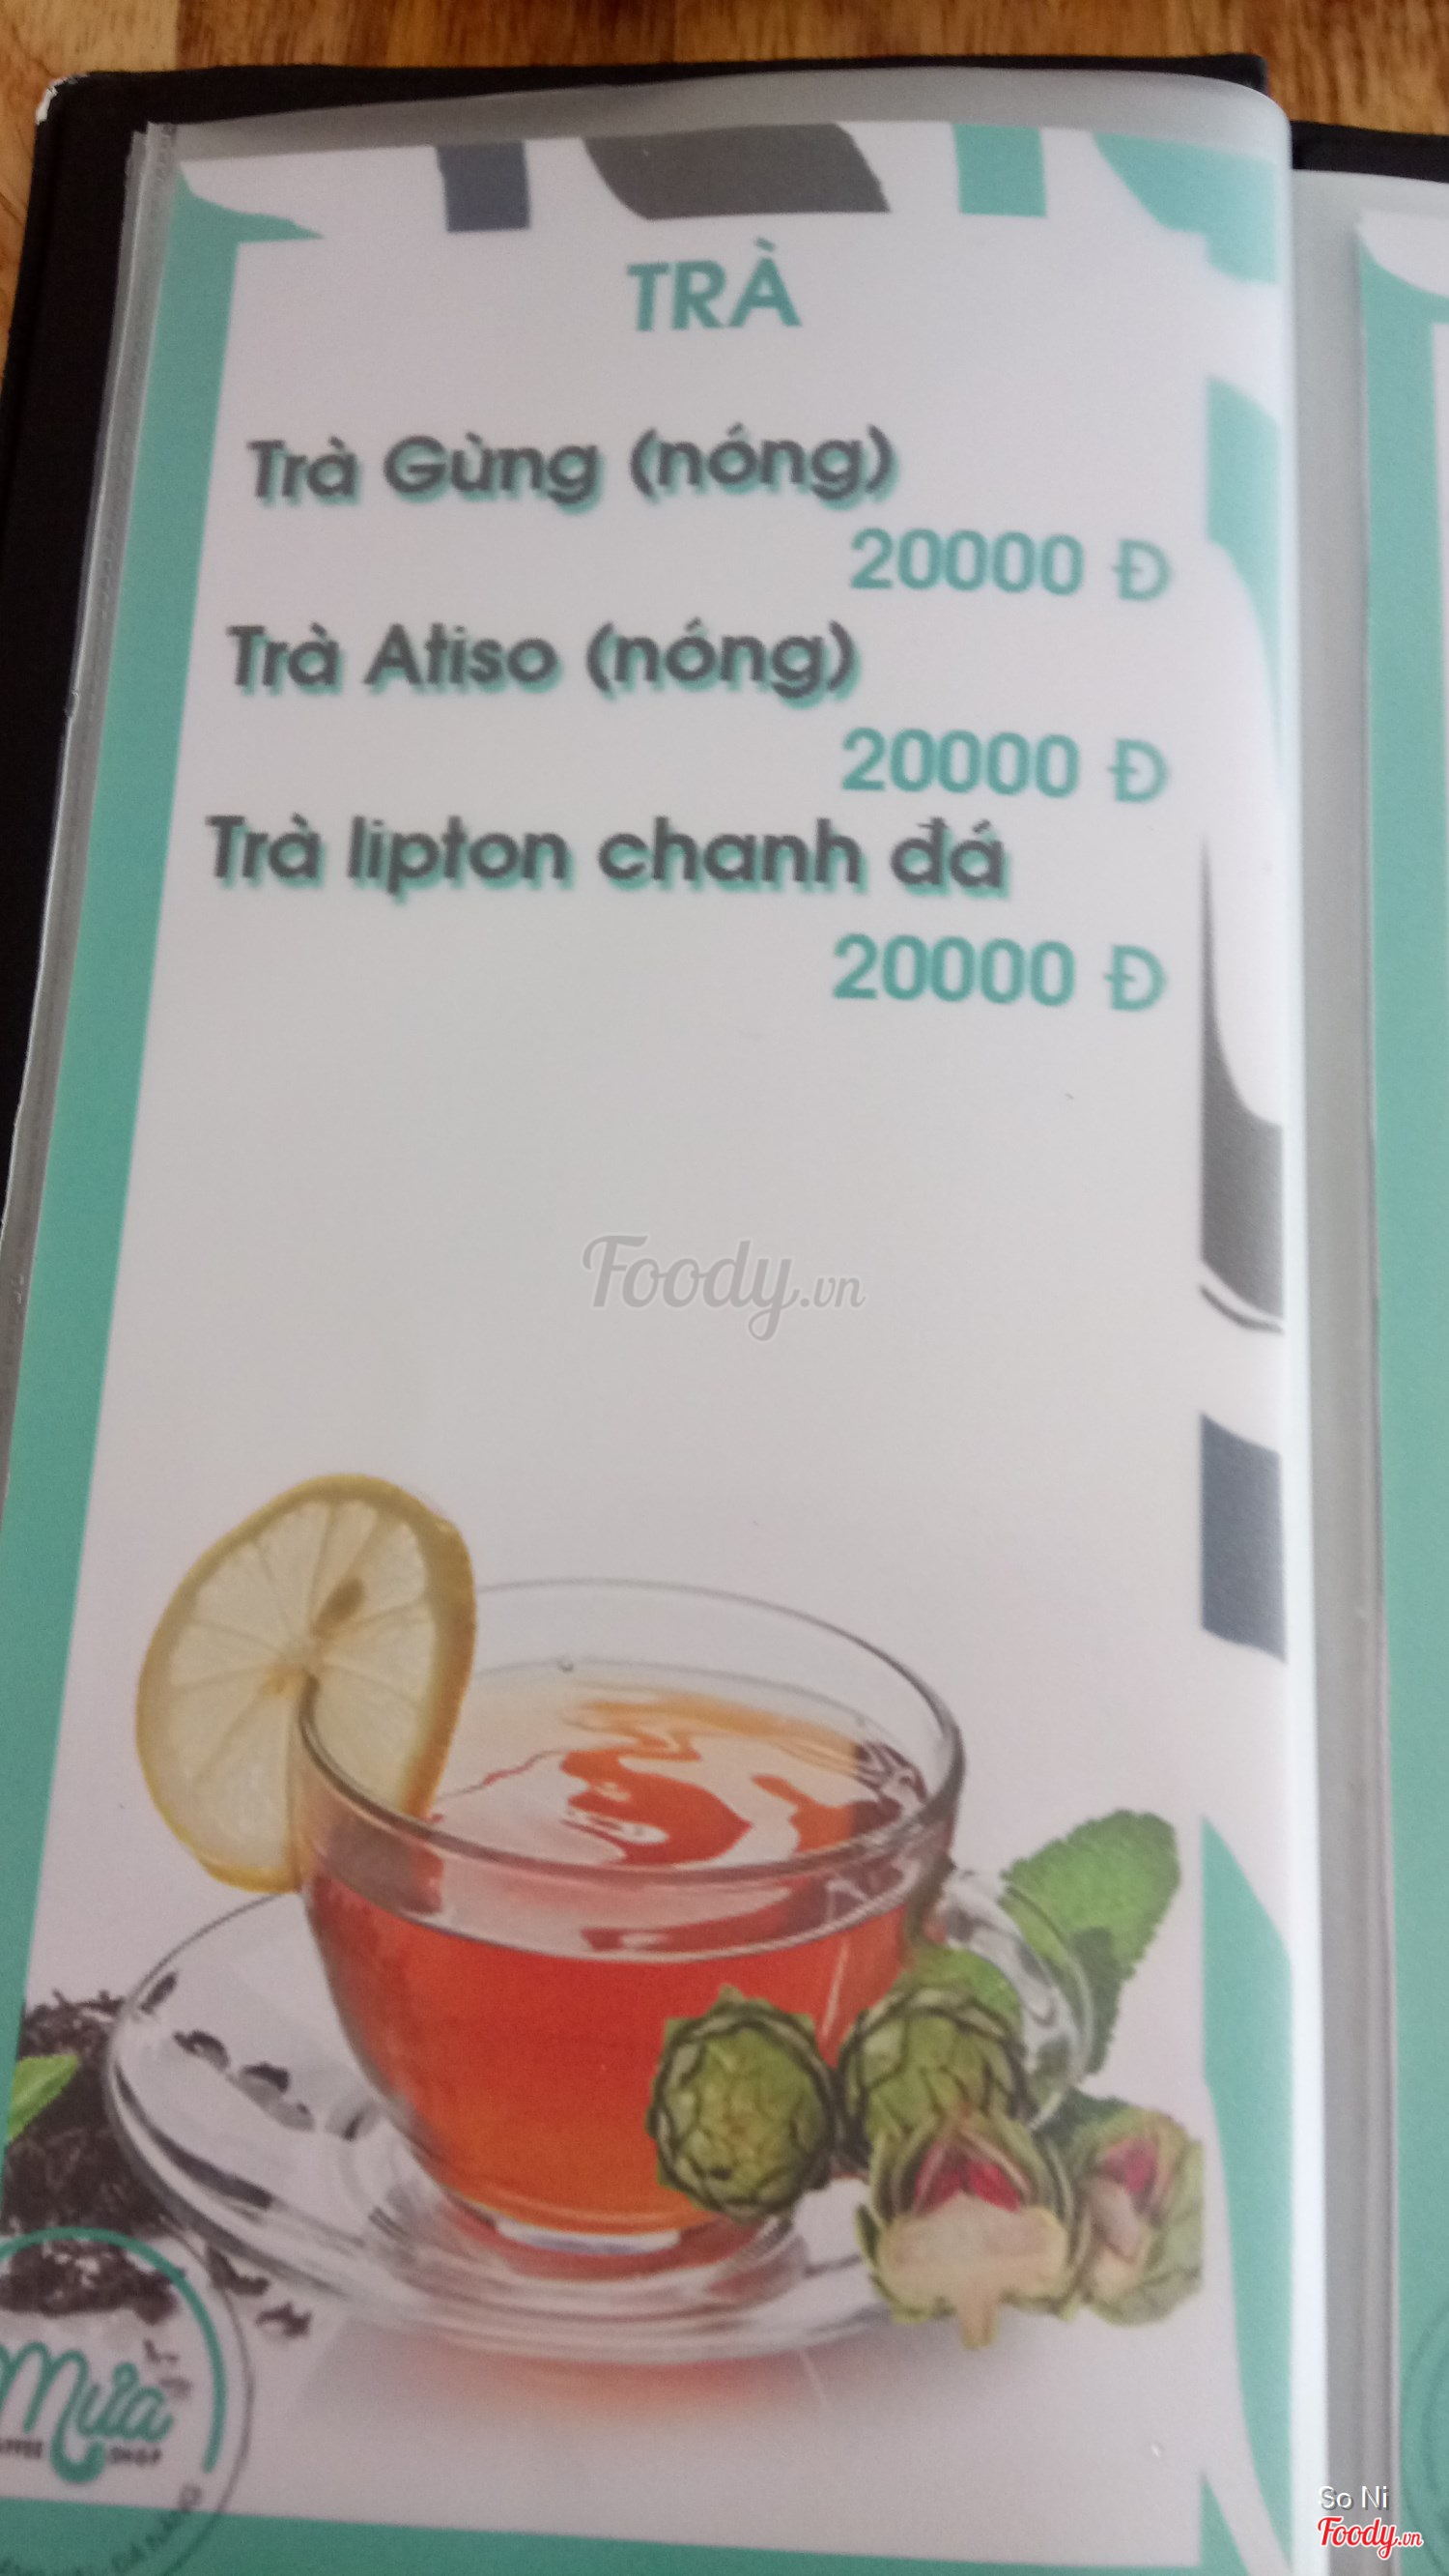 TRÀ
Trà Gừng (nóng)
20000 Đ
Trà Atiso (nóng)
20000 Đ
Trà lipton chanh đá
20000 Đ
Foody.vn
Mưa
SHOP
So Ni
Foody.vn